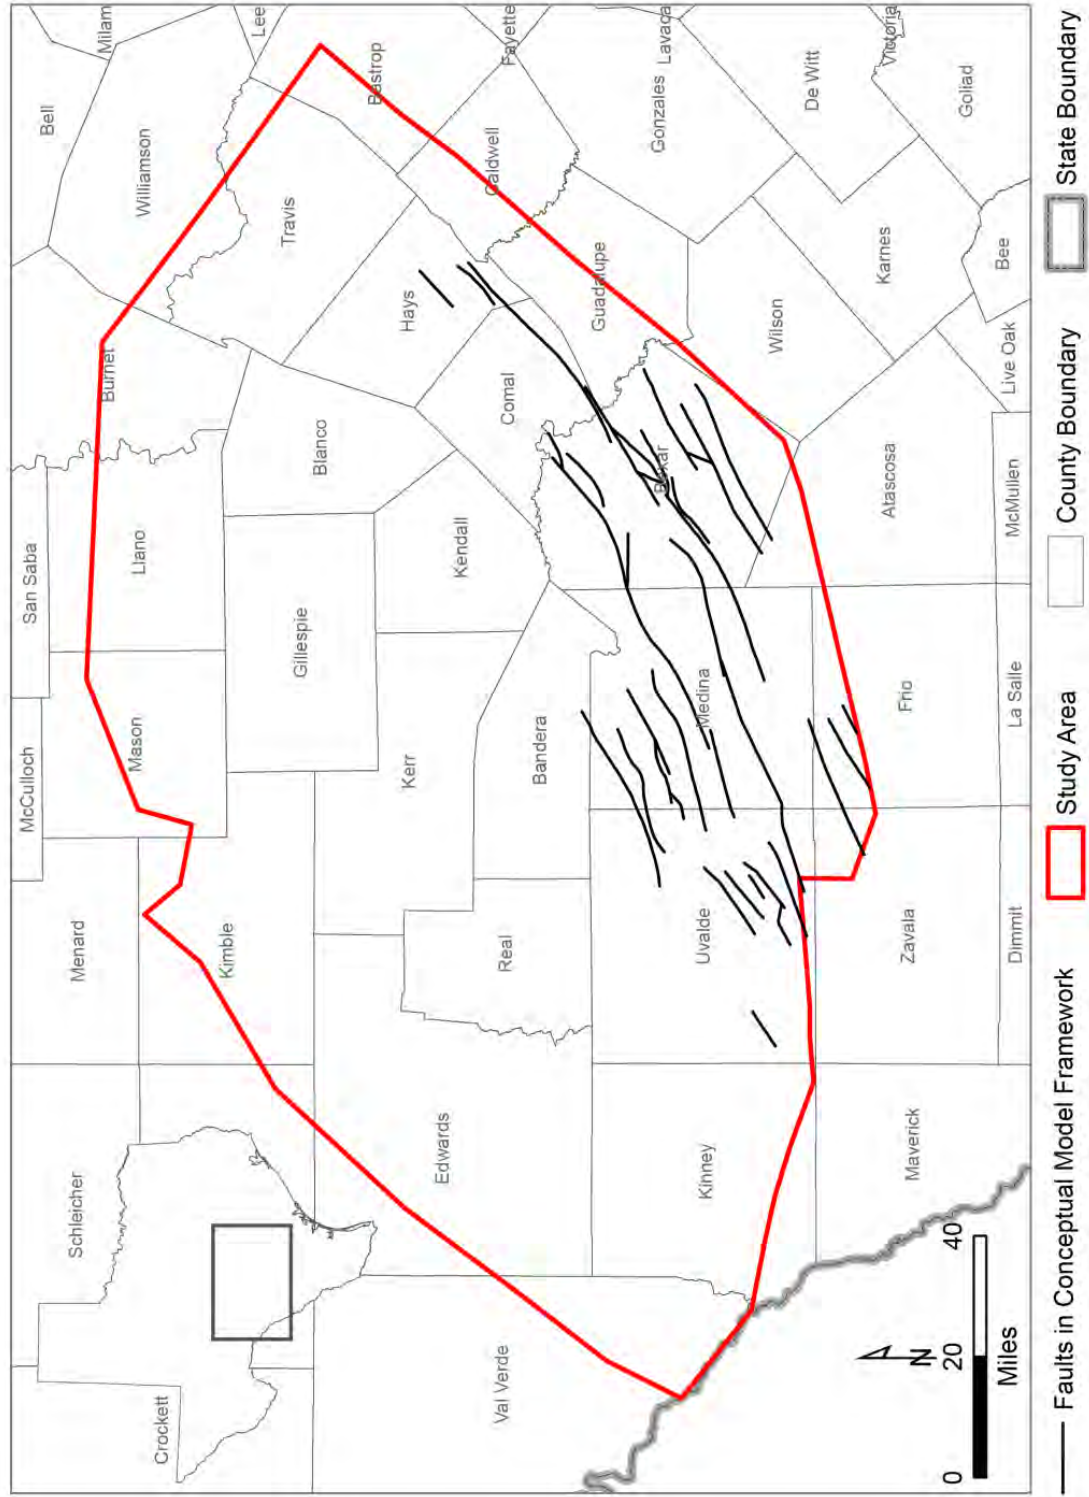 McCulloch
San Saba
Bell
Schleicher
Menard
Burnet
Milam
Mason
Llano
Williamson
Crockett
Kimble
Lee
Travis
Gillespie
Blanco
Bastrop
Kerr
Hays
Edwards
Kendall
Caldwell
Val Verde
Real
Comal
Fayette
Bandera
Guadalupe
Gonzales
Bexar
Lavaca
Kinney
Uvalde
Medina
Wilson
De Witt
Karnes
Victoria
Atascosa
Frio
Zavala
Maverick
N
Goliad
0 20 40
Miles
Dimmit
La Salle
McMullen
Live Oak
Bee
Faults in Conceptual Model Framework
Study Area
County Boundary
State Boundary